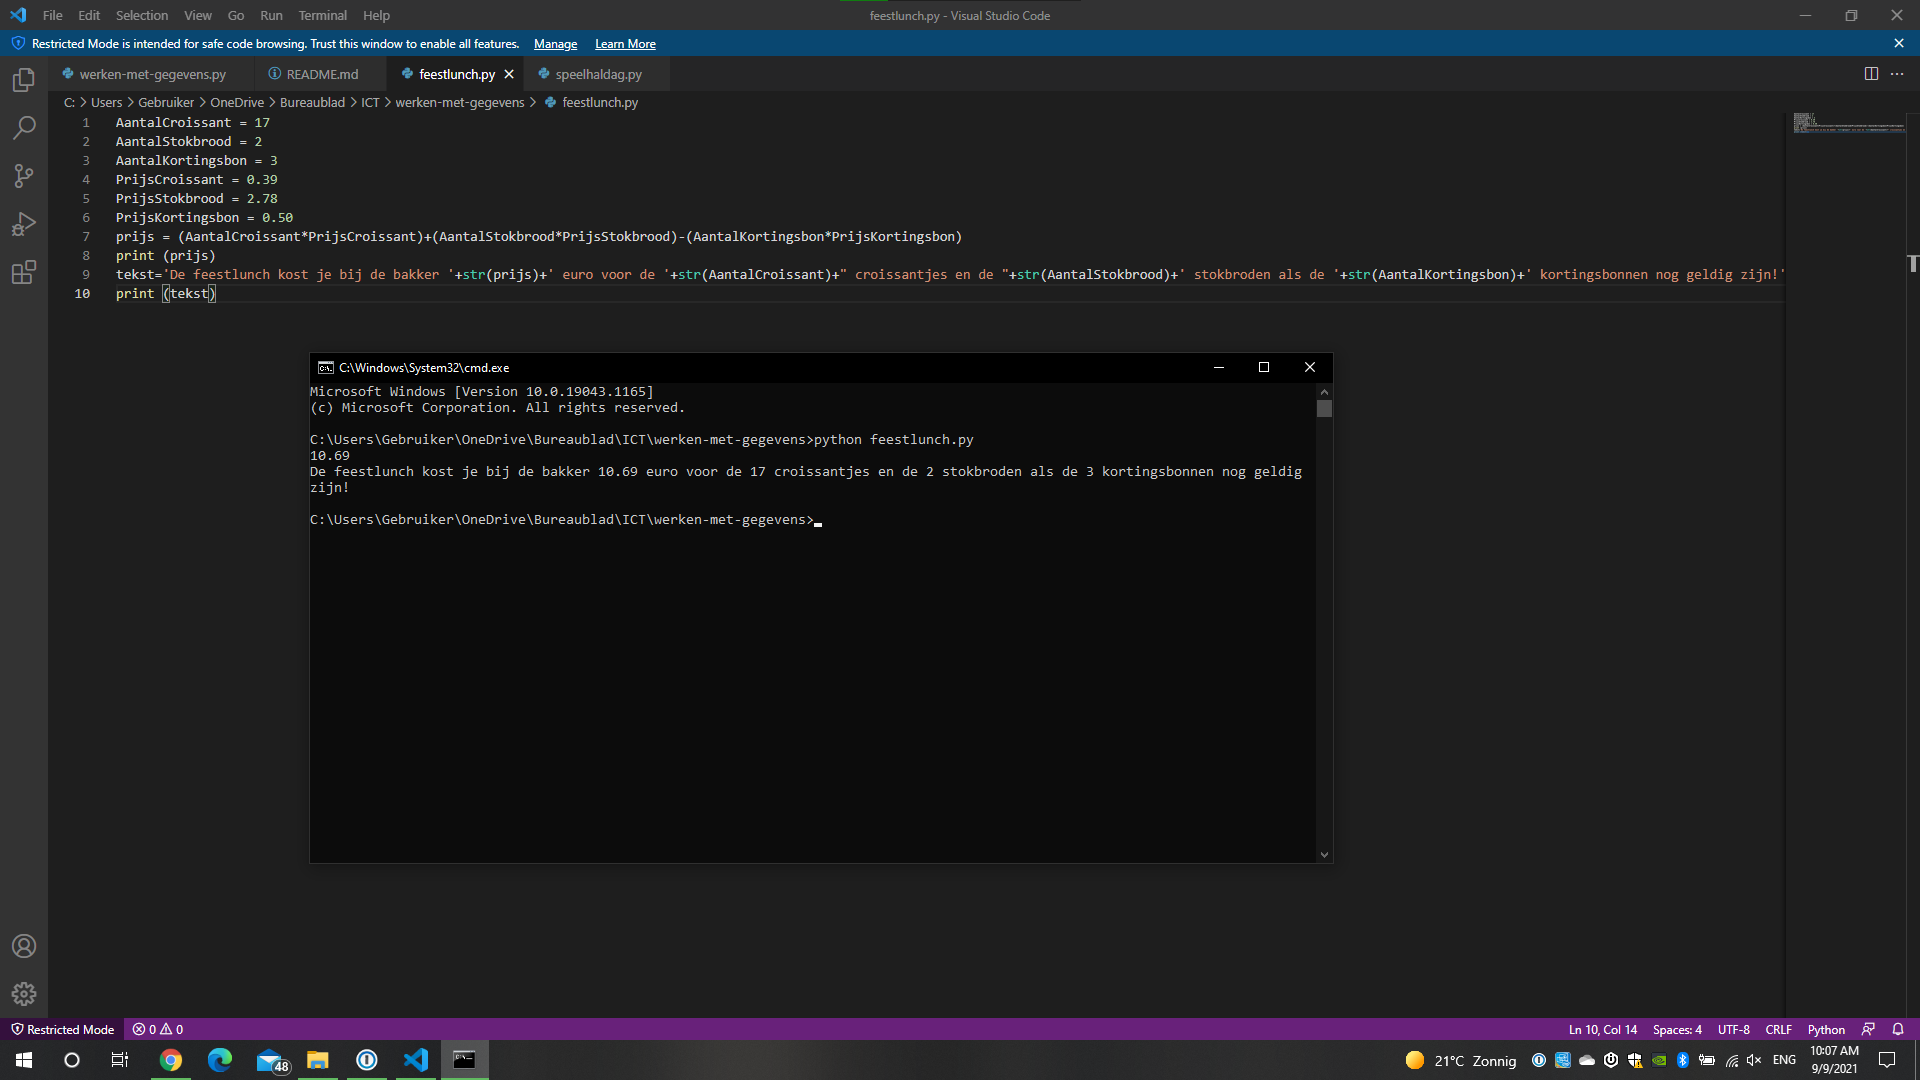 File Edit Selection View Go Run Terminal Help feestlunch.py - Visual Studio Code
Restricted Mode is intended for safe code browsing. Trust this window to enable all features. Manage Learn More
werken-met-gegevens.py README.md feestlunch.py speelhaldag.py
C: > Users > Gebruiker > OneDrive > Bureaublad > ICT > werken-met-gegevens > feestlunch.py
1 AantalCroissant = 17
2 AantalStokbrood = 2
3 AantalKortingsbon = 3
4 PrijsCroissant = 0.39
5 PrijsStokbrood = 2.78
6 PrijsKortingsbon = 0.50
7 prijs = (AantalCroissant*PrijsCroissant)+(AantalStokbrood*PrijsStokbrood)-(AantalKortingsbon*PrijsKortingsbon)
8 print (prijs)
9 tekst='De feestlunch kost je bij de bakker '+str(prijs)+' euro voor de '+str(AantalCroissant)+" croissantjes en de "+str(AantalStokbrood)+' stokbroden als de '+str(AantalKortingsbon)+' kortingsbonnen nog geldig zijn!'
10 print (tekst)
C:\Windows\System32\cmd.exe
Microsoft Windows [Version 10.0.19043.1165]
(c) Microsoft Corporation. All rights reserved.
C:\Users\Gebruiker\OneDrive\Bureaublad\ICT\werken-met-gegevens>python feestlunch.py
10.69
De feestlunch kost je bij de bakker 10.69 euro voor de 17 croissantjes en de 2 stokbroden als de 3 kortingsbonnen nog geldig
zijn!
C:\Users\Gebruiker\OneDrive\Bureaublad\ICT\werken-met-gegevens>
Restricted Mode 0 0 Ln 10, Col 14 Spaces: 4 UTF-8 CRLF Python
48 21°C Zonnig ENG 10:07 AM
9/9/2021